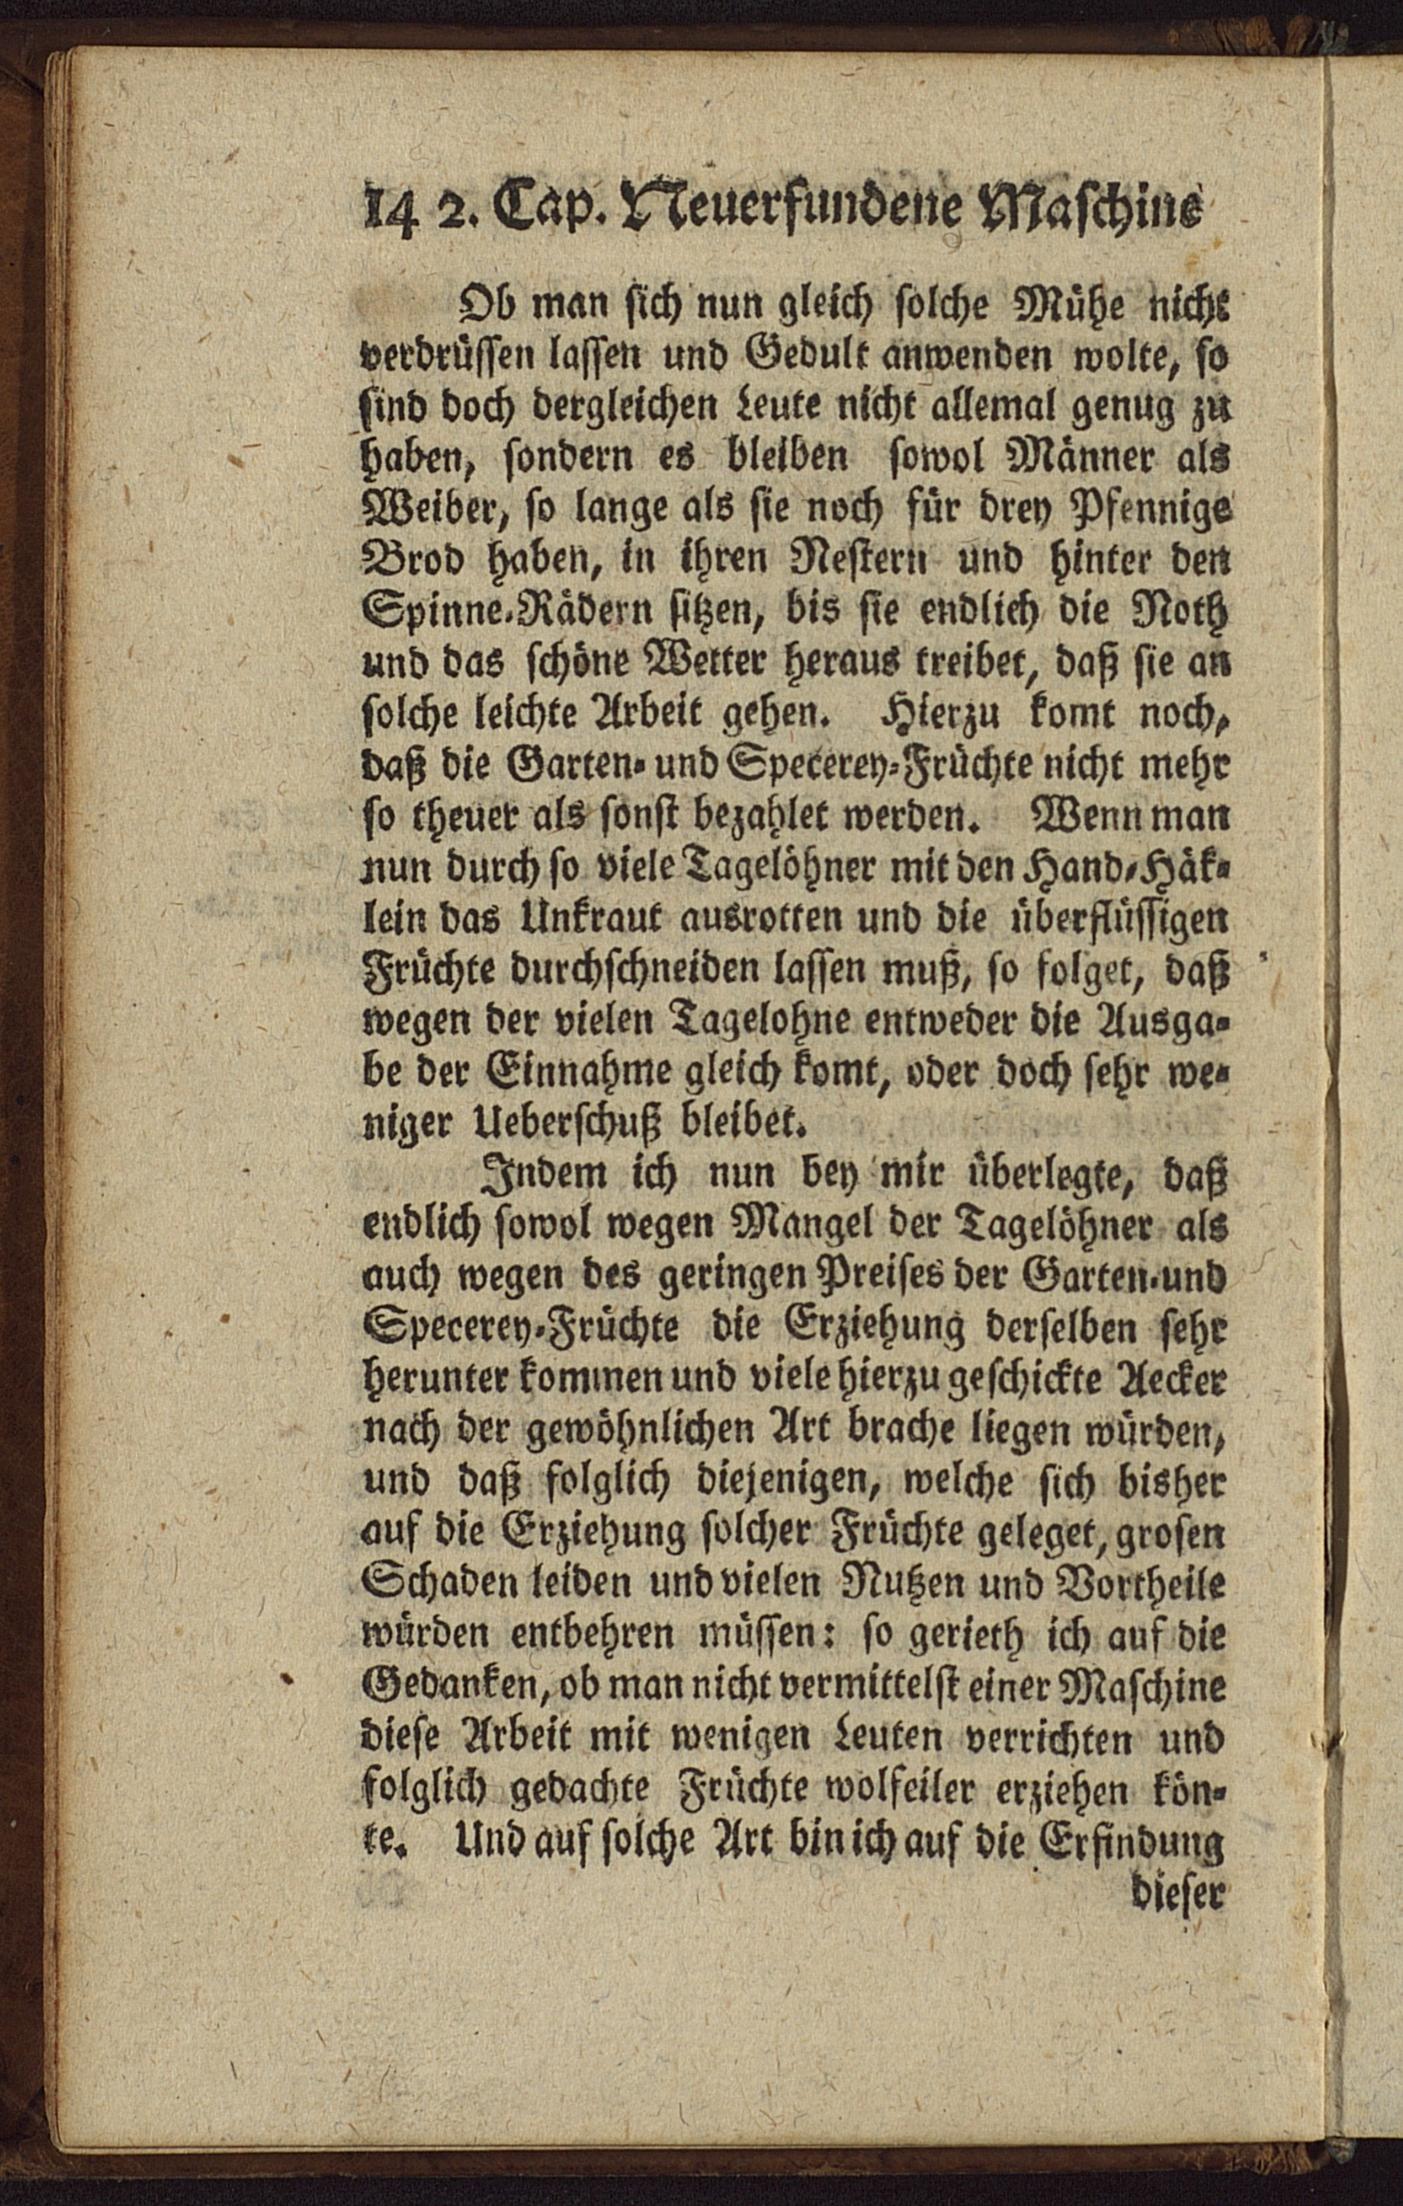 14 2. Cap. Neuerfundene Maschine
Ob man sich nun gleich solche Mühe nicht
verdrüssen lassen und Gedult anwenden wolte, so
sind doch dergleichen Leute nicht allemal genug zu
haben, sondern es bleiben sowol Männer als
Weiber, so lange als sie noch für drey Pfennige
Brod haben, in ihren Nestern und hinter den
Spinne-Rädern sitzen, bis sie endlich die Noth
und das schöne Wetter heraus treibet, daß sie an
solche leichte Arbeit gehen. Hierzu komt noch,
daß die Garten- und Specerey-Früchte nicht mehr
so theuer als sonst bezahlet werden. Wenn man
nun durch so viele Tagelöhner mit den Hand-Häk-
lein das Unkraut ausrotten und die überflüssigen
Früchte durchschneiden lassen muß, so folget, daß
wegen der vielen Tagelohne entweder die Ausga-
be der Einnahme gleich komt, oder doch sehr we-
niger Ueberschuß bleibet.
Indem ich nun bey mir überlegte, daß
endlich sowol wegen Mangel der Tagelöhner als
auch wegen des geringen Preises der Garten-und
Specerey-Früchte die Erziehung derselben sehr
herunter kommen und viele hierzu geschickte Aecker
nach der gewöhnlichen Art brache liegen würden,
und daß folglich diejenigen, welche sich bisher
auf die Erziehung solcher Früchte geleget, grosen
Schaden leiden und vielen Nutzen und Vortheile
würden entbehren müssen: so gerieth ich auf die
Gedanken, ob man nicht vermittelst einer Maschine
diese Arbeit mit wenigen Leuten verrichten und
folglich gedachte Früchte wolfeiler erziehen kön-
te. Und auf solche Art bin ich auf die Erfindung
dieser